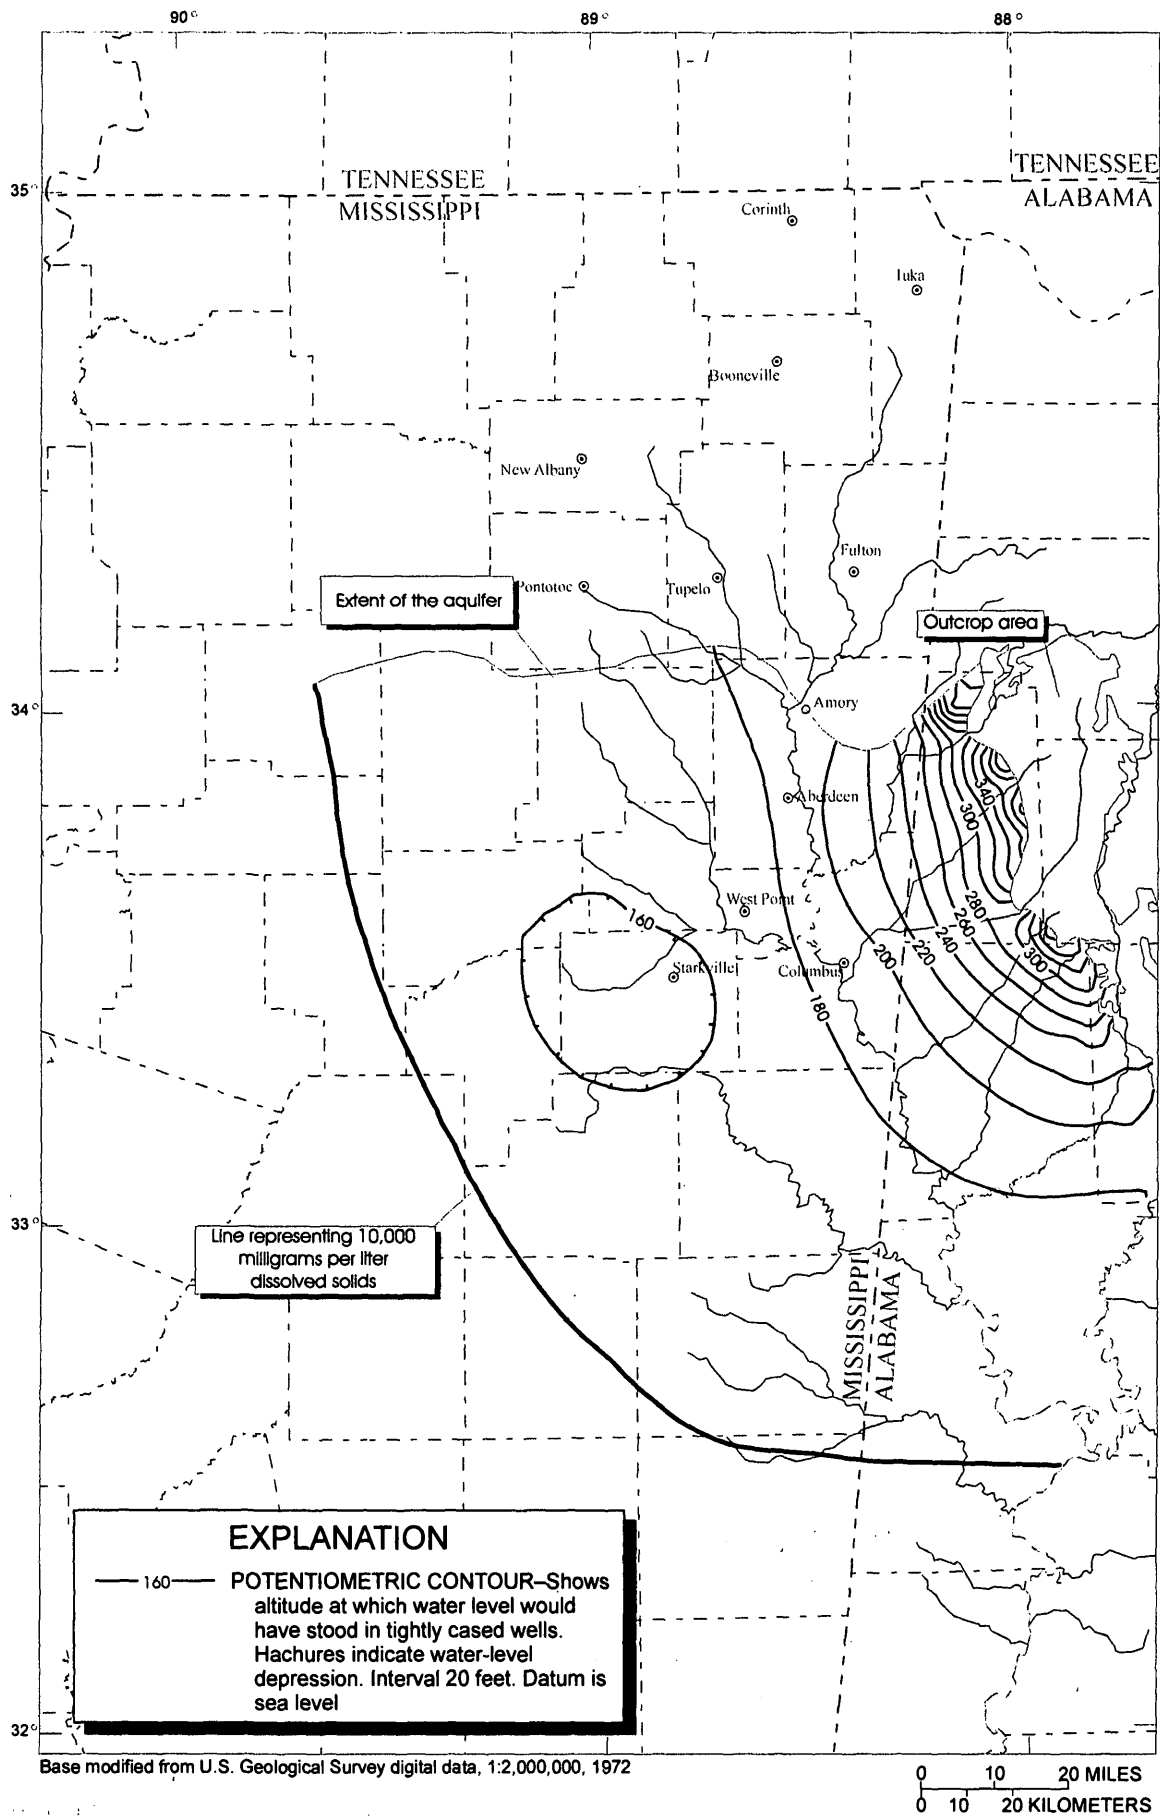 90°
89°
88°
35°
TENNESSEE
MISSISSIPPI
TENNESSEE
ALABAMA
Corinth
Iuka
Booneville
New Albany
Fulton
Extent of the aquifer
Pontotoc
Tupelo
Outcrop area
34°
Amory
Aberdeen
340
300
West Point
160
280
260
240
220
200
300
Starkville
Columbus
180
33°
Line representing 10,000
milligrams per liter
dissolved solids
MISSISSIPPI
ALABAMA
EXPLANATION
160
POTENTIOMETRIC CONTOUR–Shows
altitude at which water level would
have stood in tightly cased wells.
Hachures indicate water-level
depression. Interval 20 feet. Datum is
sea level
32°
Base modified from U.S. Geological Survey digital data, 1:2,000,000, 1972
0 10 20 MILES
0 10 20 KILOMETERS